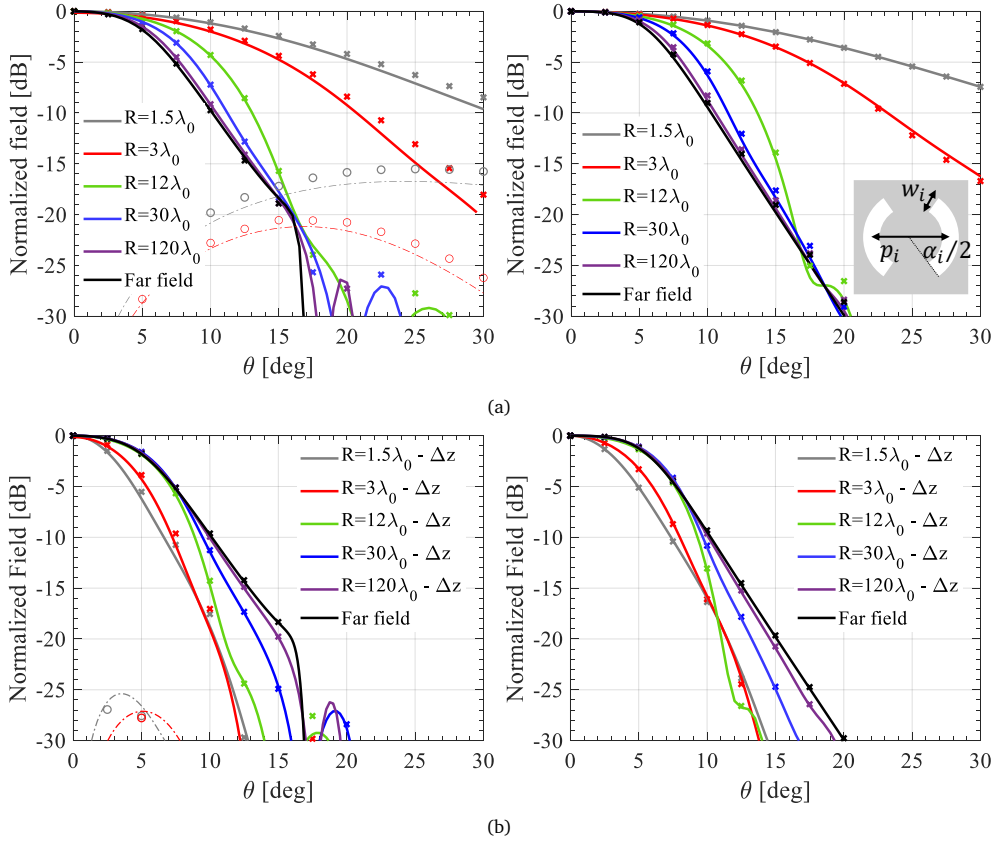 Normalized field [dB]
0
-5
-10
-15
-20
-25
-30
R=1.5λ₀
R=3λ₀
R=12λ₀
R=30λ₀
R=120λ₀
Far field
0 5 10 15 20 25 30
θ [deg]
Normalized field [dB]
0
-5
-10
-15
-20
-25
-30
R=1.5λ₀
R=3λ₀
R=12λ₀
R=30λ₀
R=120λ₀
Far field
wᵢ
pᵢ αᵢ/2
0 5 10 15 20 25 30
θ [deg]
(a)
Normalized Field [dB]
0
-5
-10
-15
-20
-25
-30
R=1.5λ₀ - Δz
R=3λ₀ - Δz
R=12λ₀ - Δz
R=30λ₀ - Δz
R=120λ₀ - Δz
Far field
0 5 10 15 20 25 30
θ [deg]
Normalized Field [dB]
0
-5
-10
-15
-20
-25
-30
R=1.5λ₀ - Δz
R=3λ₀ - Δz
R=12λ₀ - Δz
R=30λ₀ - Δz
R=120λ₀ - Δz
Far field
0 5 10 15 20 25 30
θ [deg]
(b)